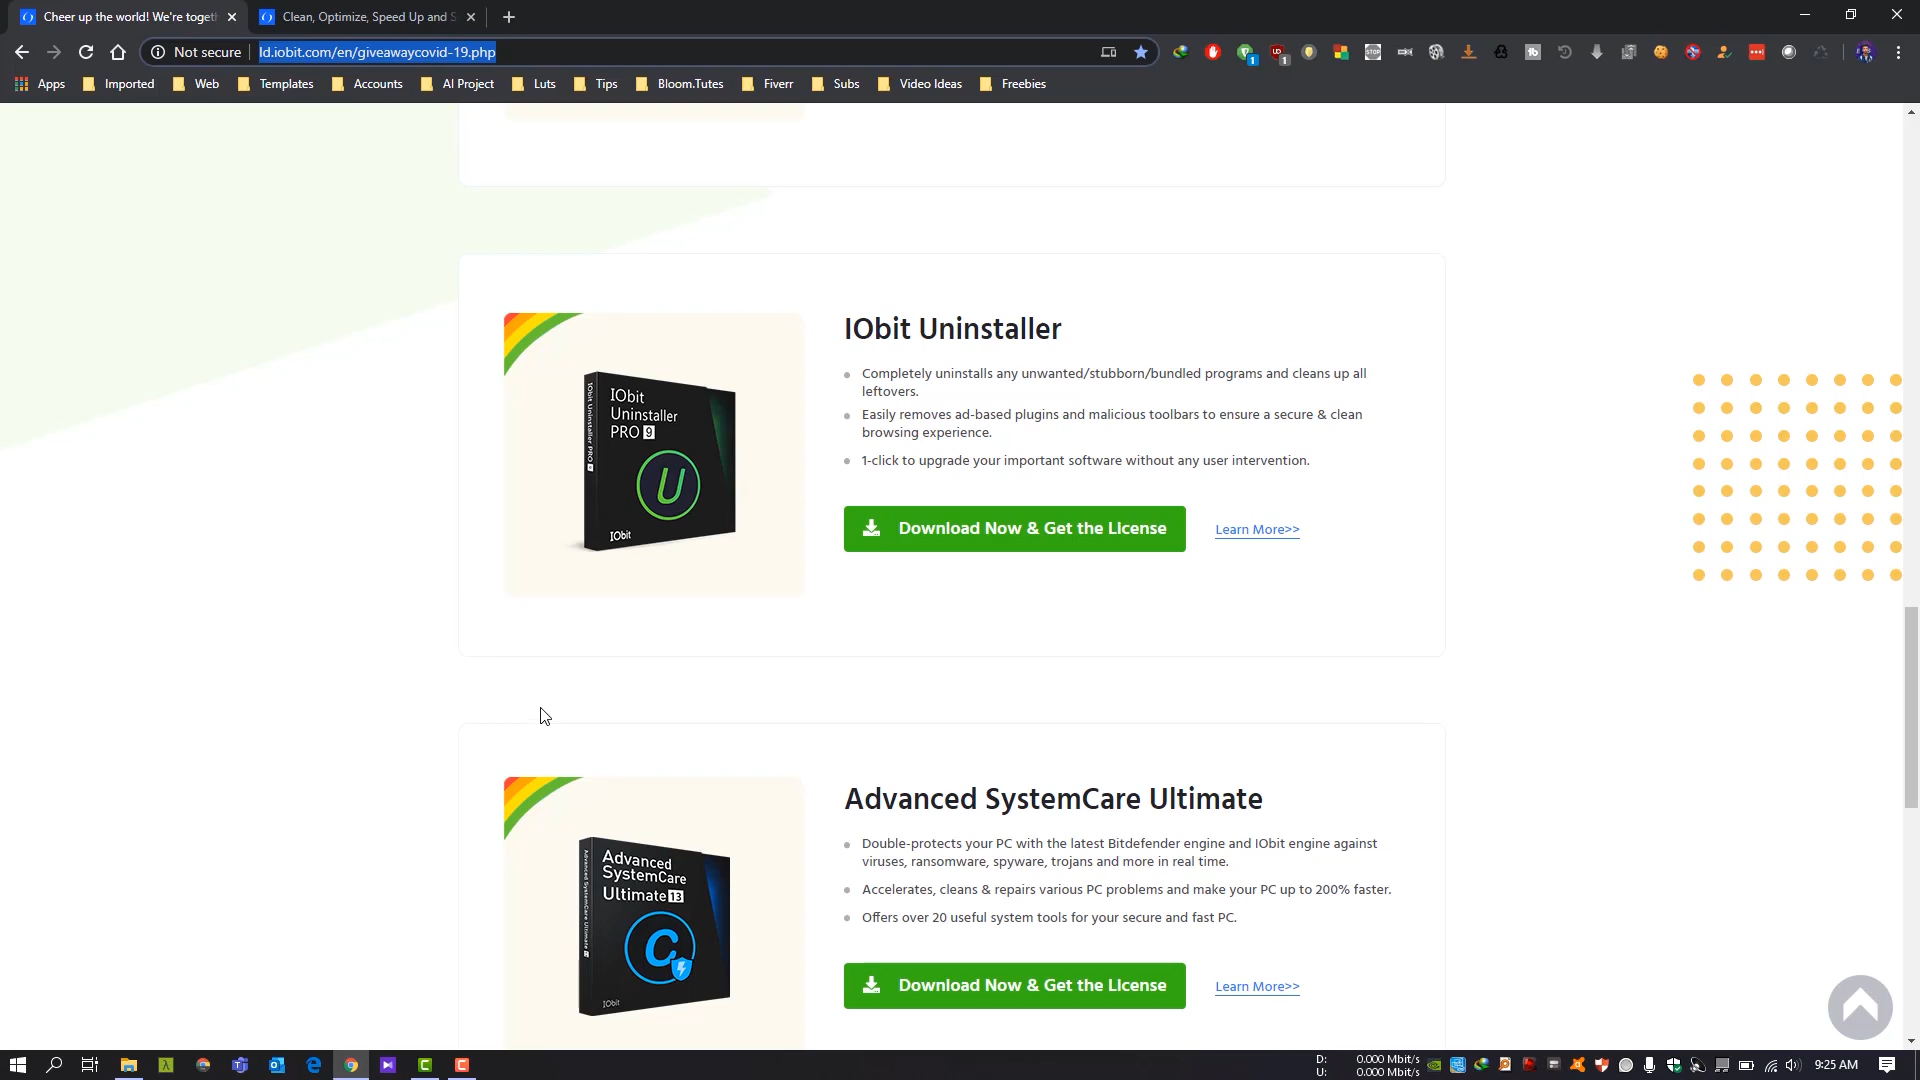 Cheer up the world! We're toget
Clean, Optimize, Speed Up and S
Not secure
ld.iobit.com/en/giveawaycovid-19.php
Apps
Imported
Web
Templates
Accounts
AI Project
Luts
Tips
Bloom.Tutes
Fiverr
Subs
Video Ideas
Freebies
IObit Uninstaller
Completely uninstalls any unwanted/stubborn/bundled programs and cleans up all
leftovers.
Easily removes ad-based plugins and malicious toolbars to ensure a secure & clean
browsing experience.
1-click to upgrade your important software without any user intervention.
Download Now & Get the License
Learn More>>
IObit
Uninstaller
PRO 9
IObit Uninstaller PRO 9
IObit
Advanced SystemCare Ultimate
Double-protects your PC with the latest Bitdefender engine and IObit engine against
viruses, ransomware, spyware, trojans and more in real time.
Accelerates, cleans & repairs various PC problems and make your PC up to 200% faster.
Offers over 20 useful system tools for your secure and fast PC.
Download Now & Get the License
Learn More>>
Advanced
SystemCare
Ultimate 13
Advanced SystemCare Ultimate
IObit
D: 0.000 Mbit/s
U: 0.000 Mbit/s
9:25 AM